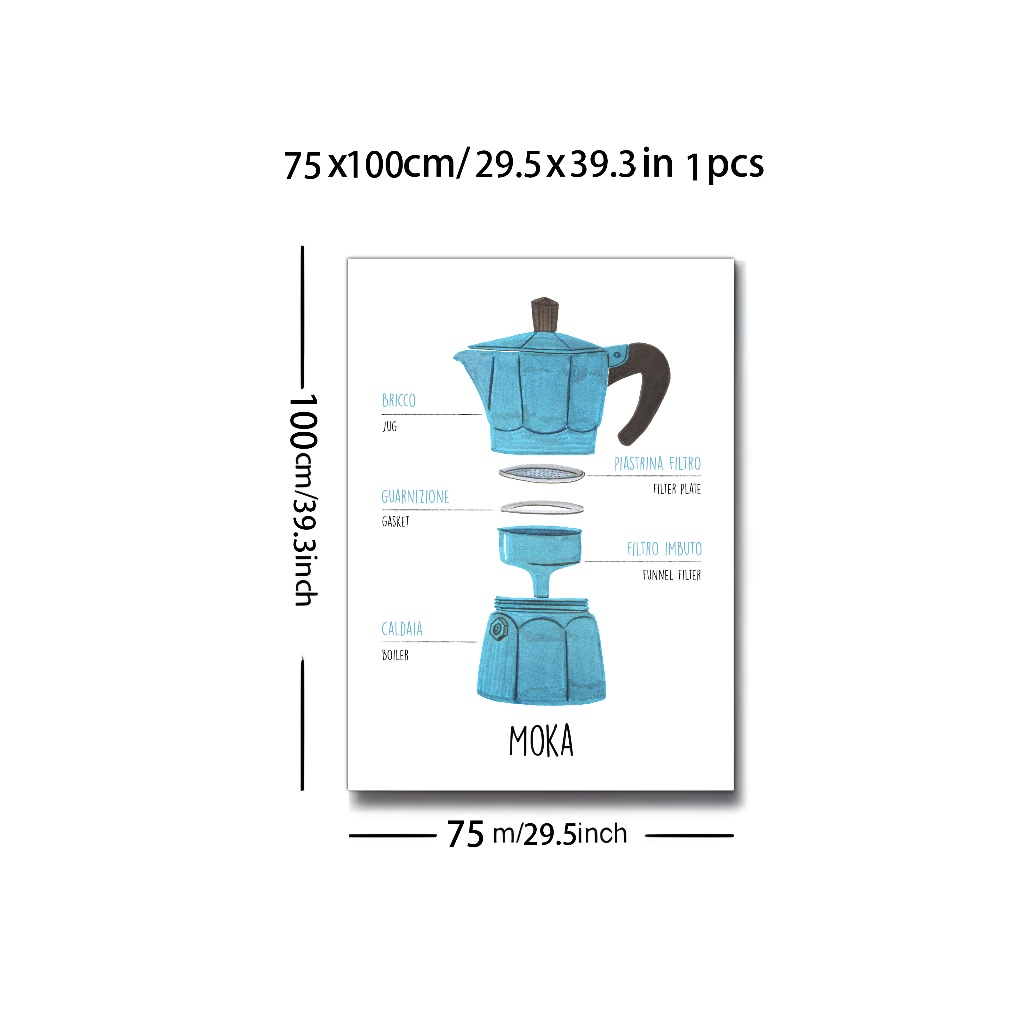 75x100cm/29.5x39.3in 1pcs
100cm/39.3inch
BRICCO
JUG
PIASTRINA FILTRO
FILTER PLATE
GUARNIZIONE
GASKET
FILTRO IMBUTO
FUNNEL FILTER
CALDAIA
BOILER
MOKA
75 m/29.5inch